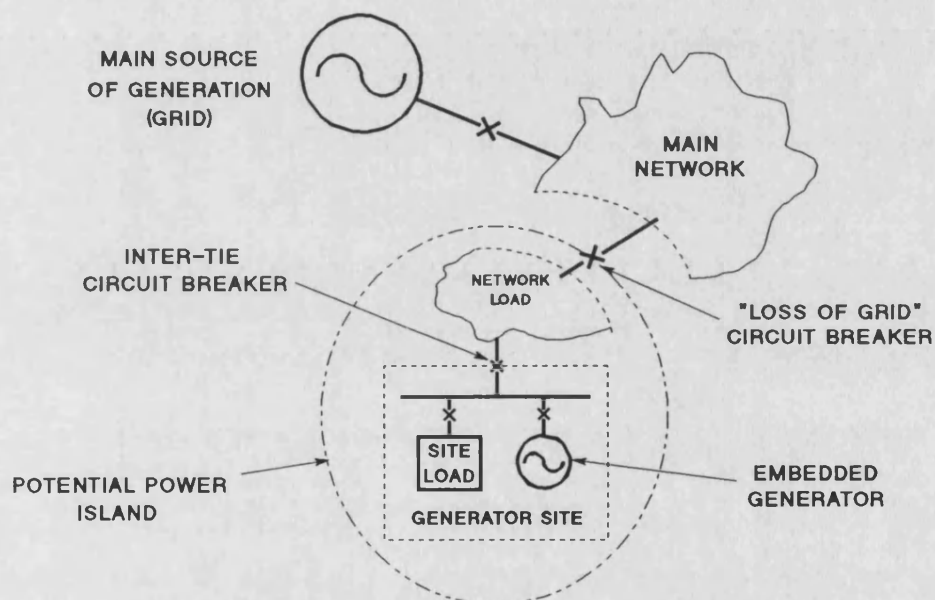 MAIN SOURCE
OF GENERATION
(GRID)
MAIN
NETWORK
INTER-TIE
CIRCUIT BREAKER
NETWORK
LOAD
"LOSS OF GRID"
CIRCUIT BREAKER
SITE
LOAD
POTENTIAL POWER
ISLAND
GENERATOR SITE
EMBEDDED
GENERATOR